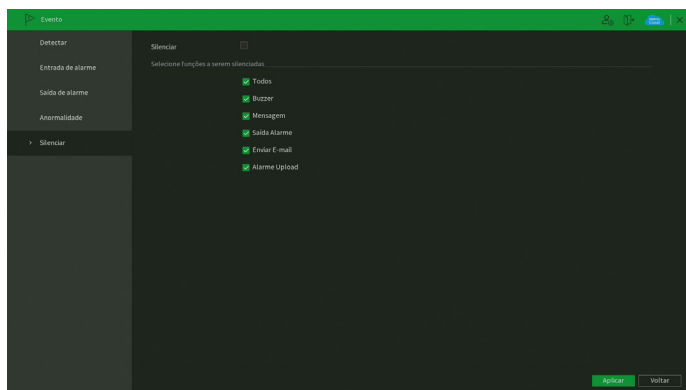 Evento
Detectar
Entrada de alarme
Saída de alarme
Anormalidade
Silenciar
Silenciar
Selecione funções a serem silenciadas
Todos
Buzzer
Mensagem
Saída Alarme
Enviar E-mail
Alarme Upload
Aplicar
Voltar